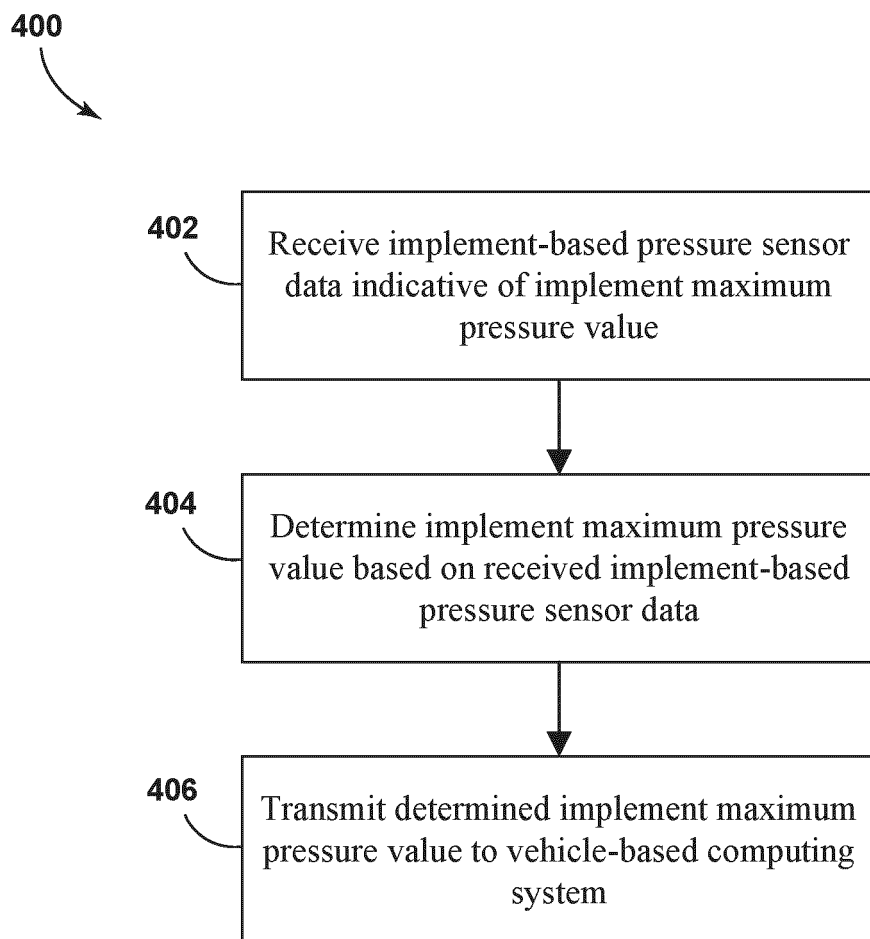 400
402
Receive implement-based pressure sensor
data indicative of implement maximum
pressure value
404
Determine implement maximum pressure
value based on received implement-based
pressure sensor data
406
Transmit determined implement maximum
pressure value to vehicle-based computing
system